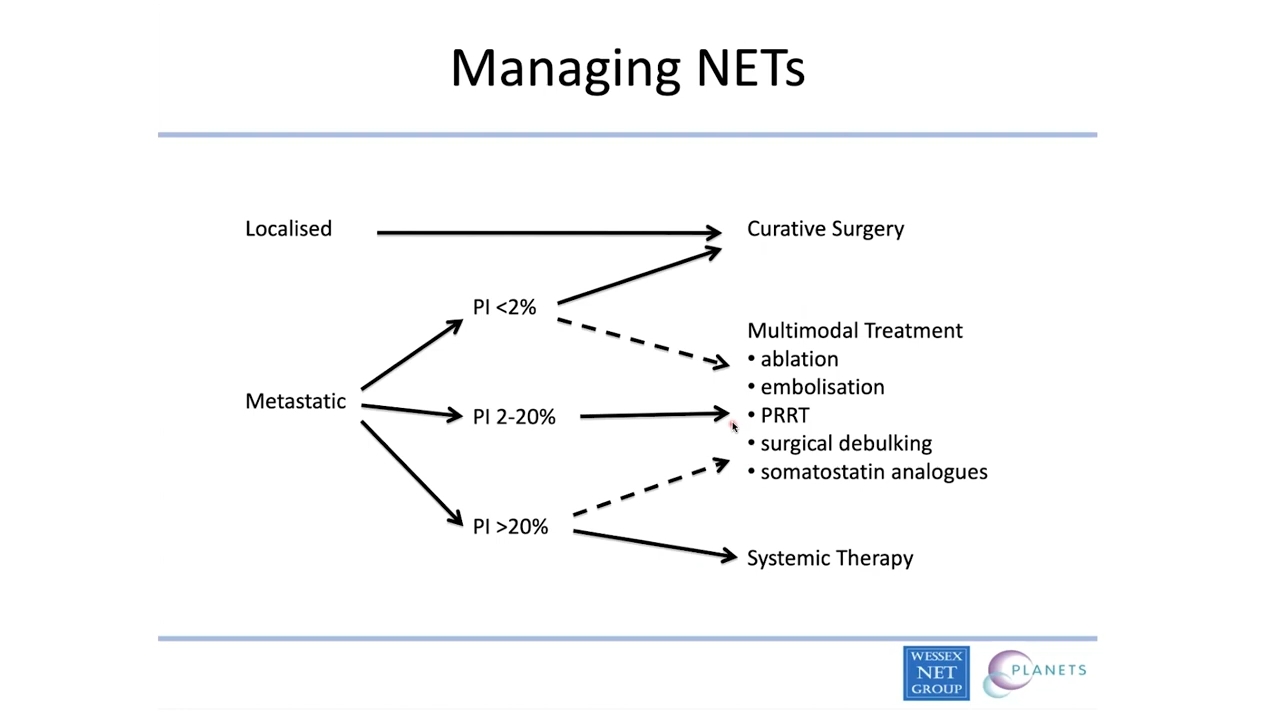 Managing NETs
Localised
Curative Surgery
PI <2%
Multimodal Treatment
• ablation
• embolisation
Metastatic
PI 2-20%
• PRRT
• surgical debulking
• somatostatin analogues
PI >20%
Systemic Therapy
WESSEX
NET
GROUP
PLANETS